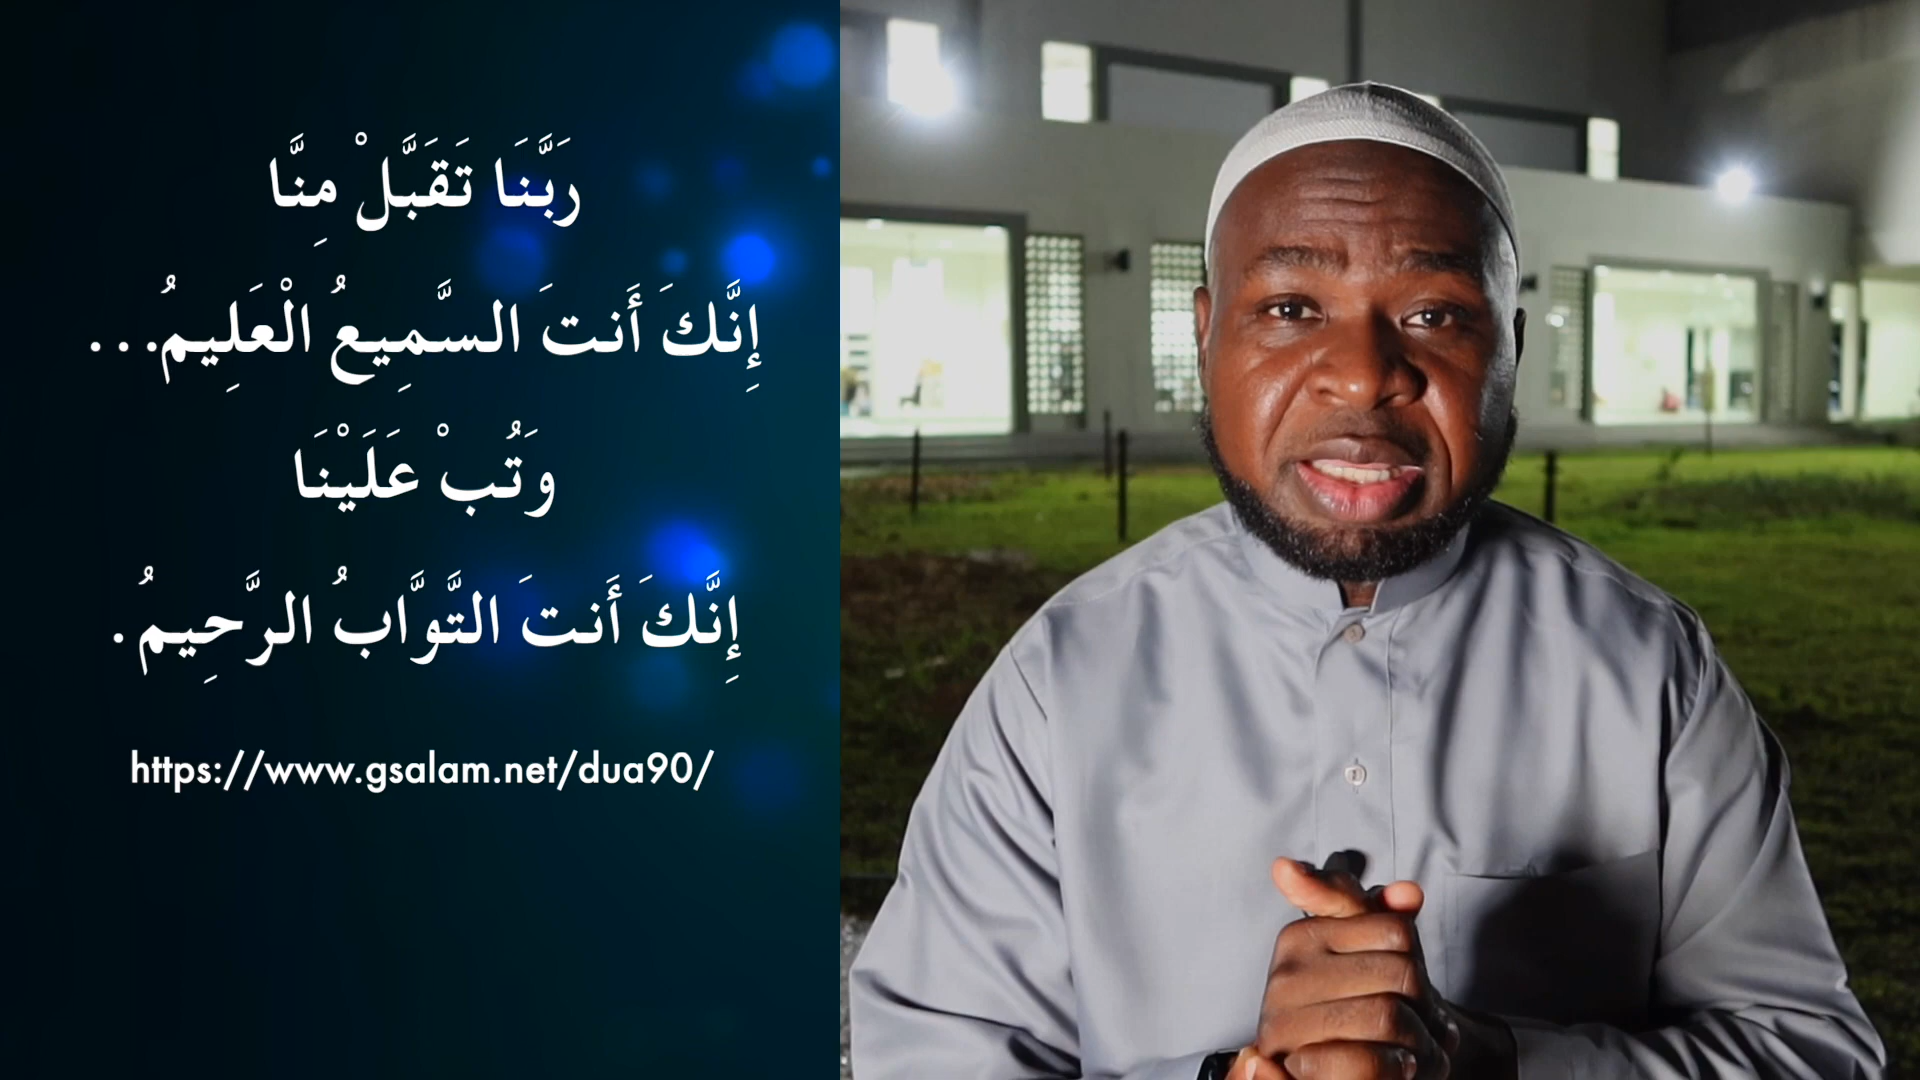 رَبَّنَا تَقَبَّلْ مِنَّا
إِنَّكَ أَنتَ السَّمِيعُ الْعَلِيمُ...
وَتُبْ عَلَيْنَا
إِنَّكَ أَنتَ التَّوَّابُ الرَّحِيمُ.
https://www.gsalam.net/dua90/